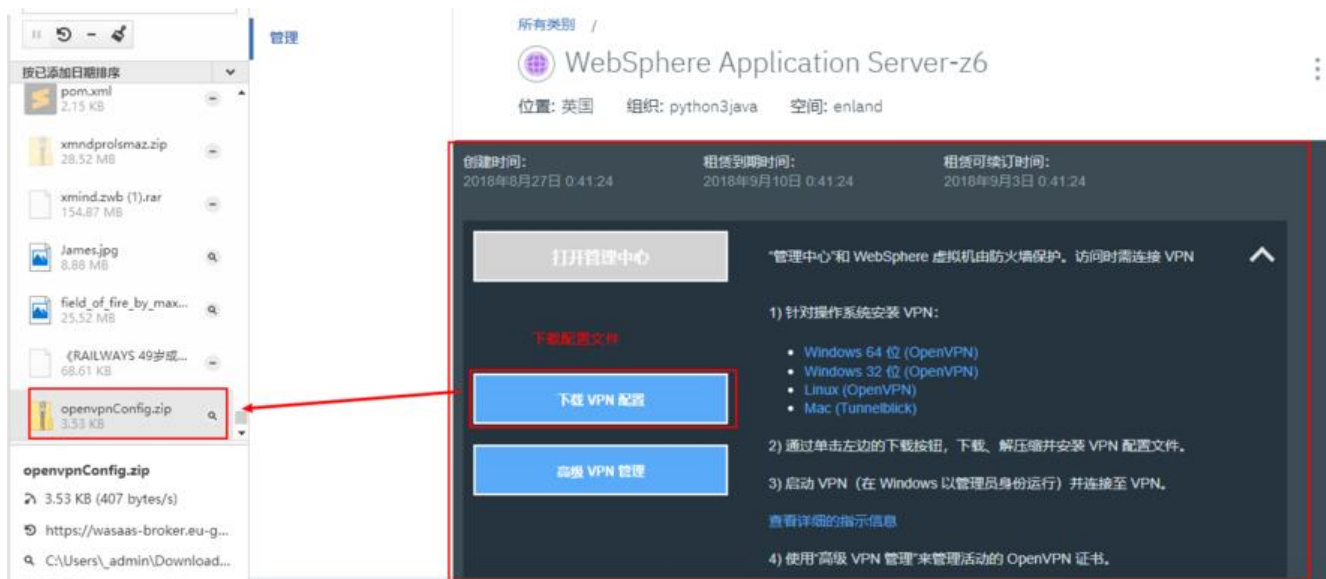 按已添加日期排序
pom.xml
2.15 KB
xmndprolsmaz.zip
28.52 MB
xmind.zwb (1).rar
154.87 MB
James.jpg
8.88 MB
field_of_fire_by_max...
25.52 MB
《RAILWAYS 49岁成...
68.61 KB
openvpnConfig.zip
3.53 KB
openvpnConfig.zip
3.53 KB (407 bytes/s)
https://wasaas-broker.eu-g...
C:\Users\_admin\Download...
管理
所有类别 /
WebSphere Application Server-z6
位置: 英国 组织: python3java 空间: enland
创建时间: 租赁到期时间: 租赁可续订时间:
2018年8月27日 0:41:24 2018年9月10日 0:41:24 2018年9月3日 0:41:24
打开管理中心
下载配置文件
下载 VPN 配置
高级 VPN 管理
“管理中心”和 WebSphere 虚拟机由防火墙保护。访问时需连接 VPN
1) 针对操作系统安装 VPN：
• Windows 64 位 (OpenVPN)
• Windows 32 位 (OpenVPN)
• Linux (OpenVPN)
• Mac (Tunnelblick)
2) 通过单击左边的下载按钮，下载、解压缩并安装 VPN 配置文件。
3) 启动 VPN（在 Windows 以管理员身份运行）并连接至 VPN。
查看详细的指示信息
4) 使用“高级 VPN 管理”来管理活动的 OpenVPN 证书。